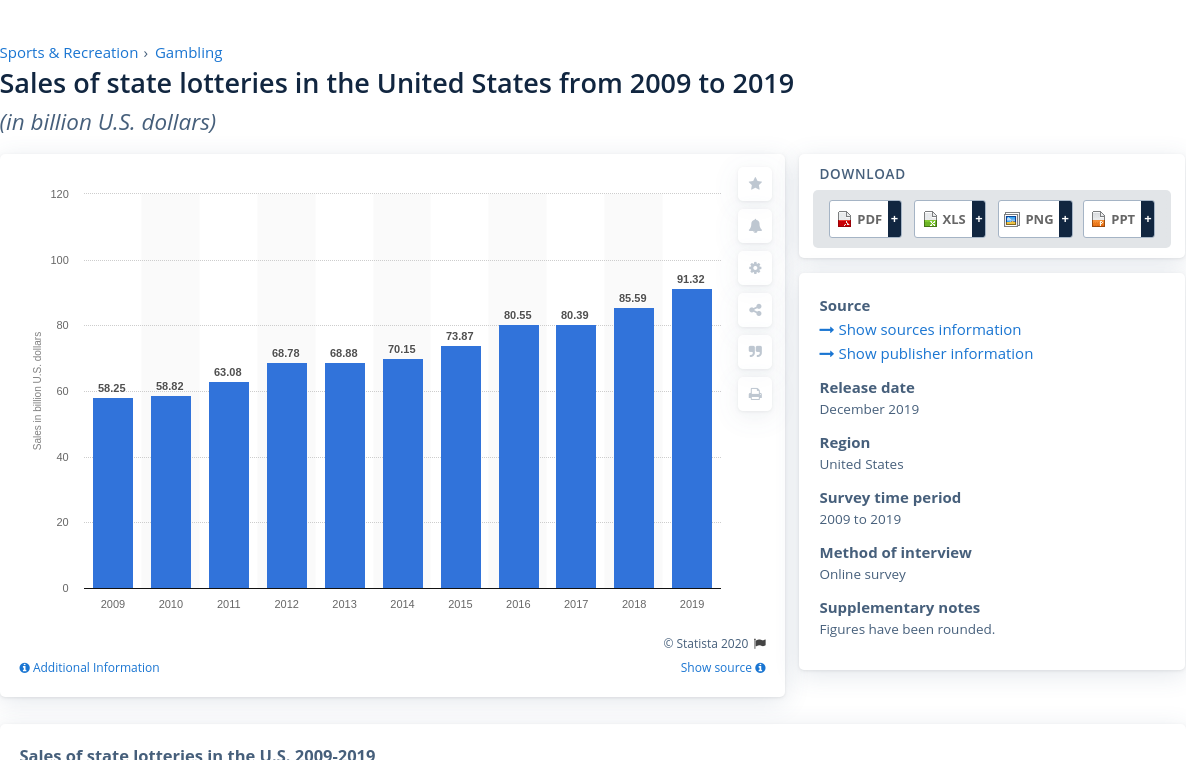 Sports & Recreation › Gambling
Sales of state lotteries in the United States from 2009 to 2019
(in billion U.S. dollars)
120
100
80
60
40
20
0
Sales in billion U.S. dollars
58.25
58.82
63.08
68.78
68.88
70.15
73.87
80.55
80.39
85.59
91.32
2009 2010 2011 2012 2013 2014 2015 2016 2017 2018 2019
© Statista 2020
Additional Information
Show source
DOWNLOAD
PDF + XLS + PNG + PPT +
Source
Show sources information
Show publisher information
Release date
December 2019
Region
United States
Survey time period
2009 to 2019
Method of interview
Online survey
Supplementary notes
Figures have been rounded.
Sales of state lotteries in the U.S. 2009-2019